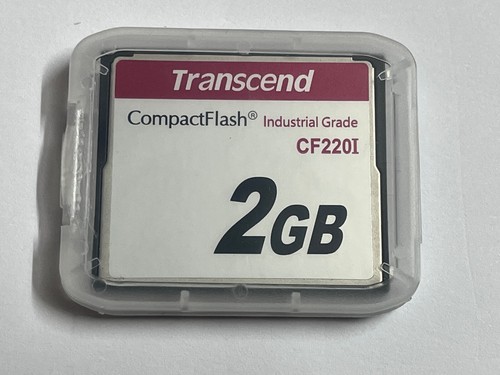 Transcend
CompactFlash® Industrial Grade
CF220I
2GB